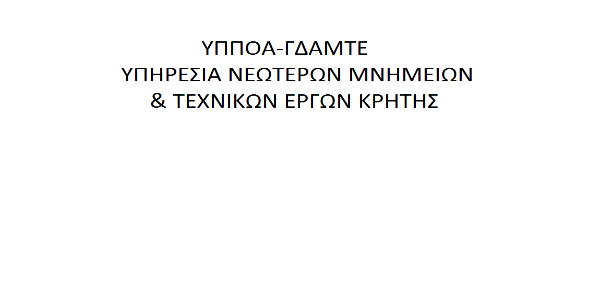 ΥΠΠΟΑ-ΓΔΑΜΤΕ
ΥΠΗΡΕΣΙΑ ΝΕΩΤΕΡΩΝ ΜΝΗΜΕΙΩΝ
& ΤΕΧΝΙΚΩΝ ΕΡΓΩΝ ΚΡΗΤΗΣ